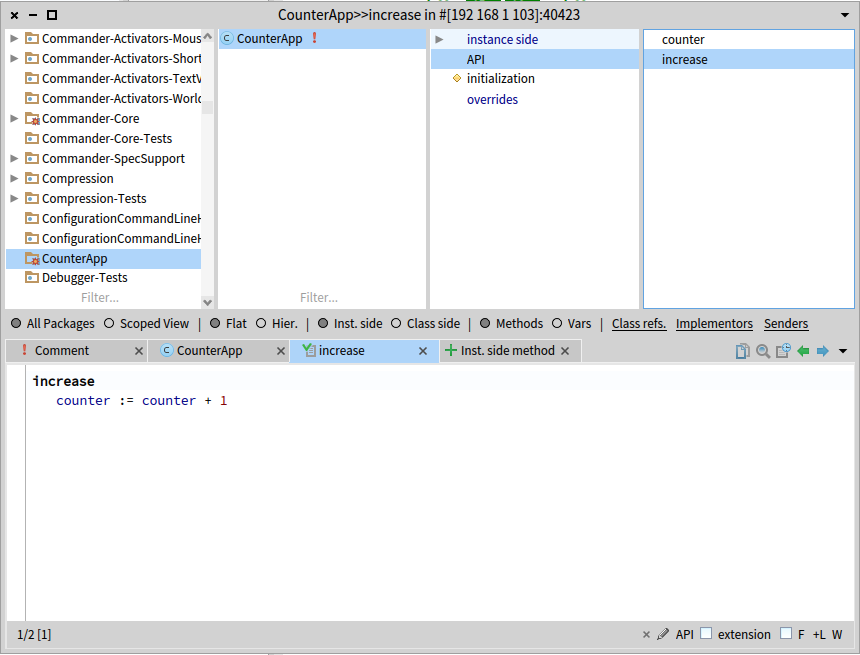 CounterApp>>increase in #[192 168 1 103]:40423
Commander-Activators-Mous
Commander-Activators-Short
Commander-Activators-TextV
Commander-Activators-World
Commander-Core
Commander-Core-Tests
Commander-SpecSupport
Compression
Compression-Tests
ConfigurationCommandLineH
ConfigurationCommandLineH
CounterApp
Debugger-Tests
Filter...
C CounterApp !
Filter...
instance side
API
initialization
overrides
counter
increase
All Packages Scoped View | Flat Hier. | Inst. side Class side | Methods Vars | Class refs. Implementors Senders
! Comment × C CounterApp × increase × + Inst. side method ×
increase
counter := counter + 1
1/2 [1] × API extension F +L W